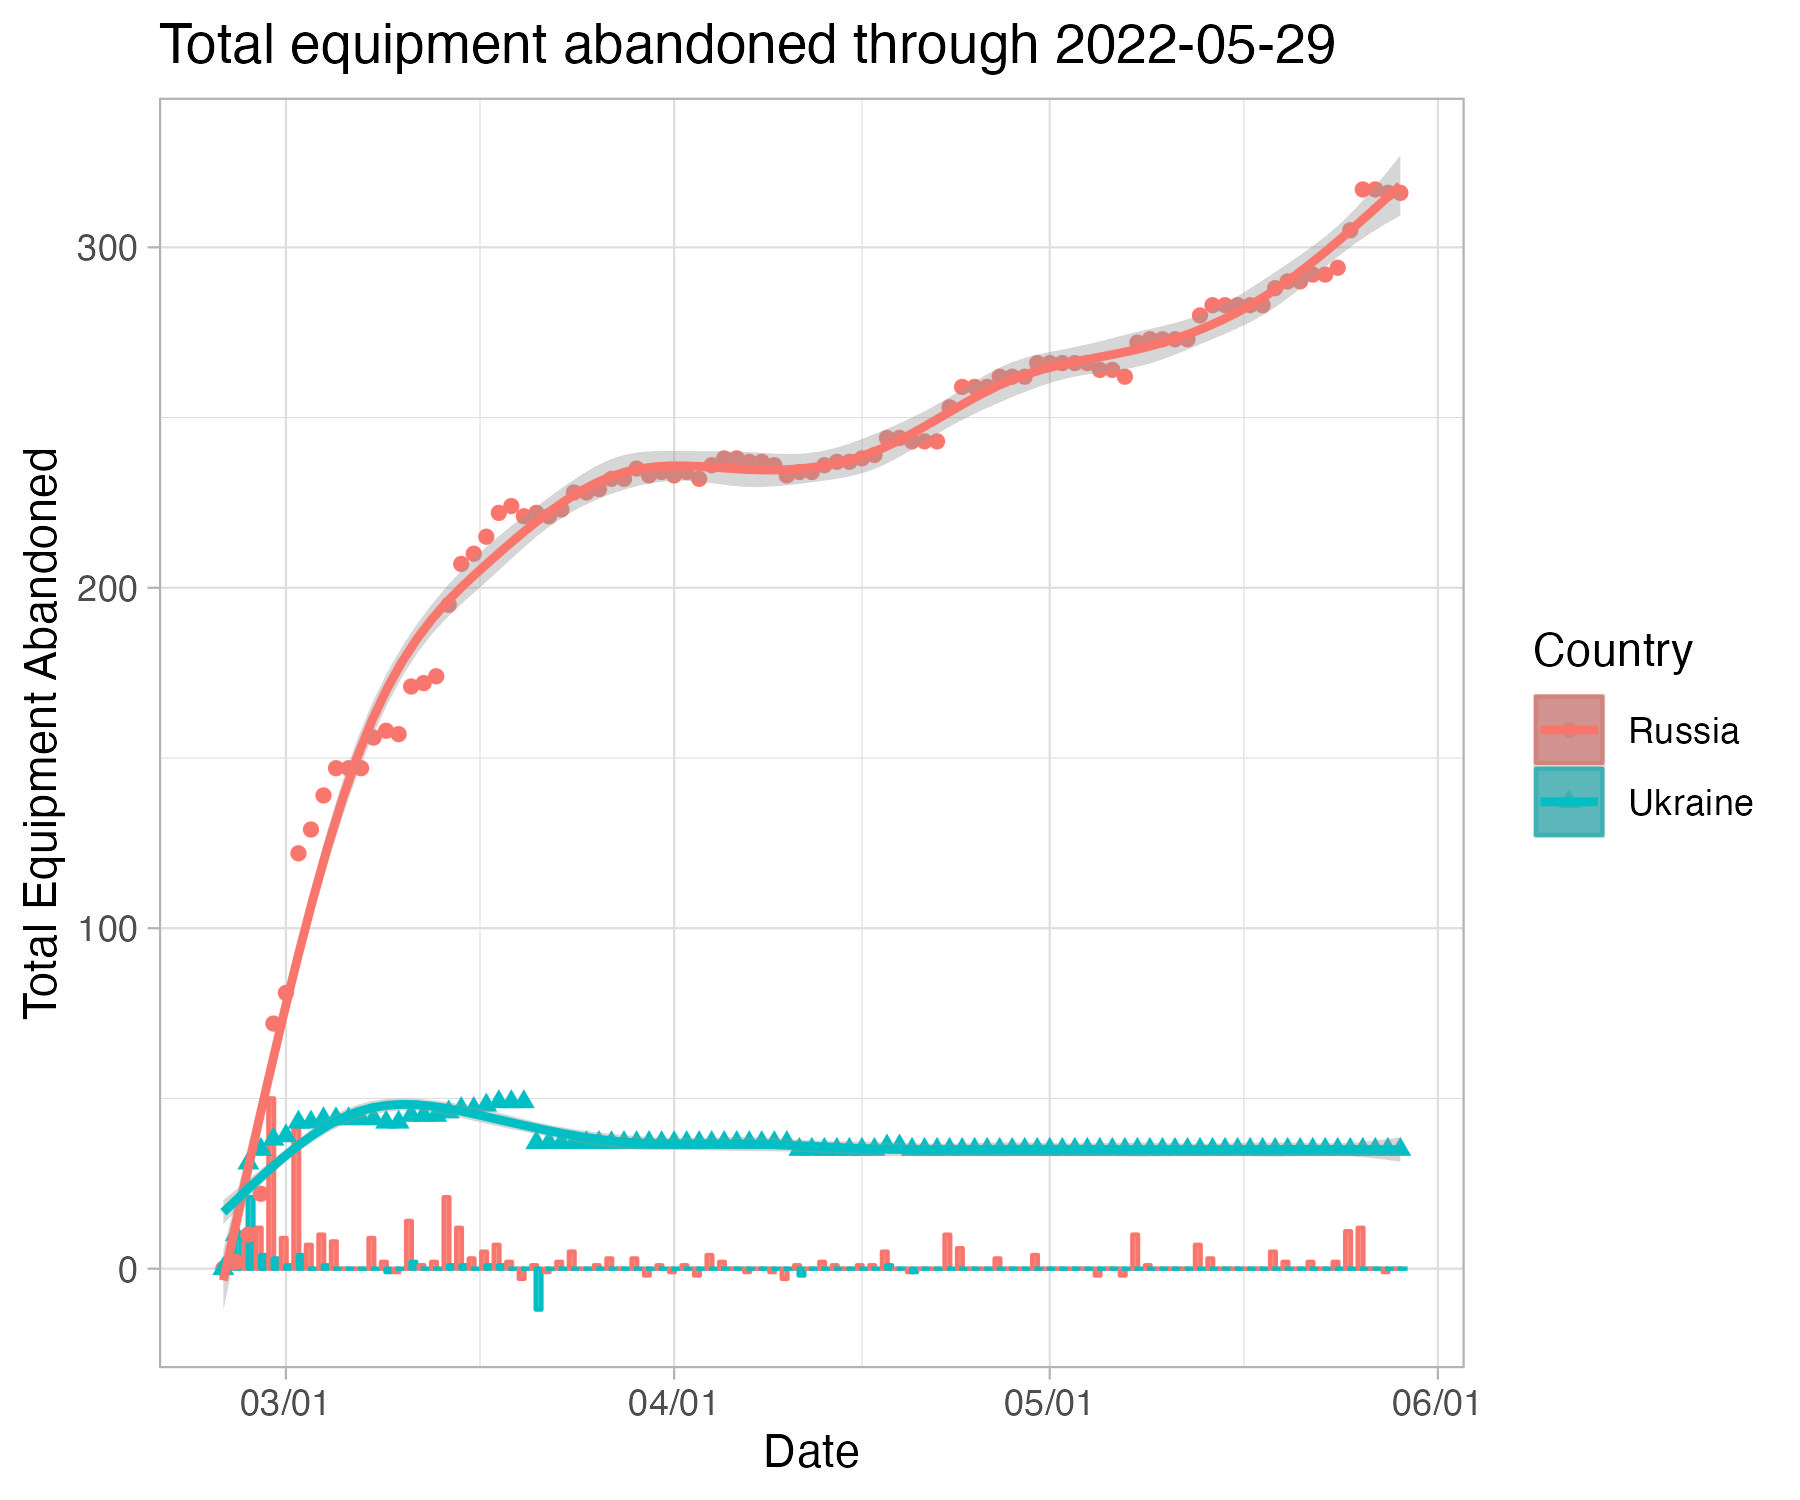 Total equipment abandoned through 2022-05-29
Total Equipment Abandoned
300
200
100
0
03/01
04/01
05/01
06/01
Date
Country
Russia
Ukraine